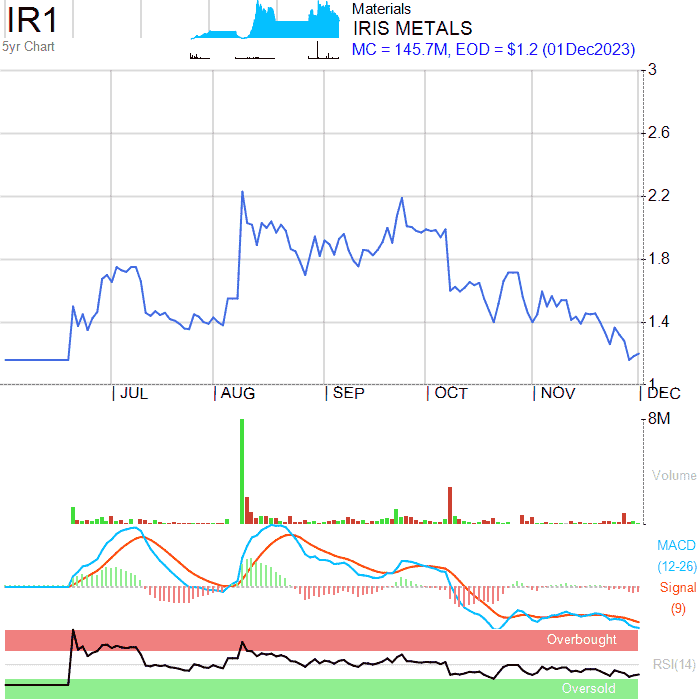 IR1
5yr Chart
Materials
IRIS METALS
MC = 145.7M, EOD = $1.2 (01Dec2023)
3
2.6
2.2
1.8
1.4
1
JUL AUG SEP OCT NOV DEC
8M
Volume
MACD
(12-26)
Signal
(9)
Overbought
RSI(14)
Oversold